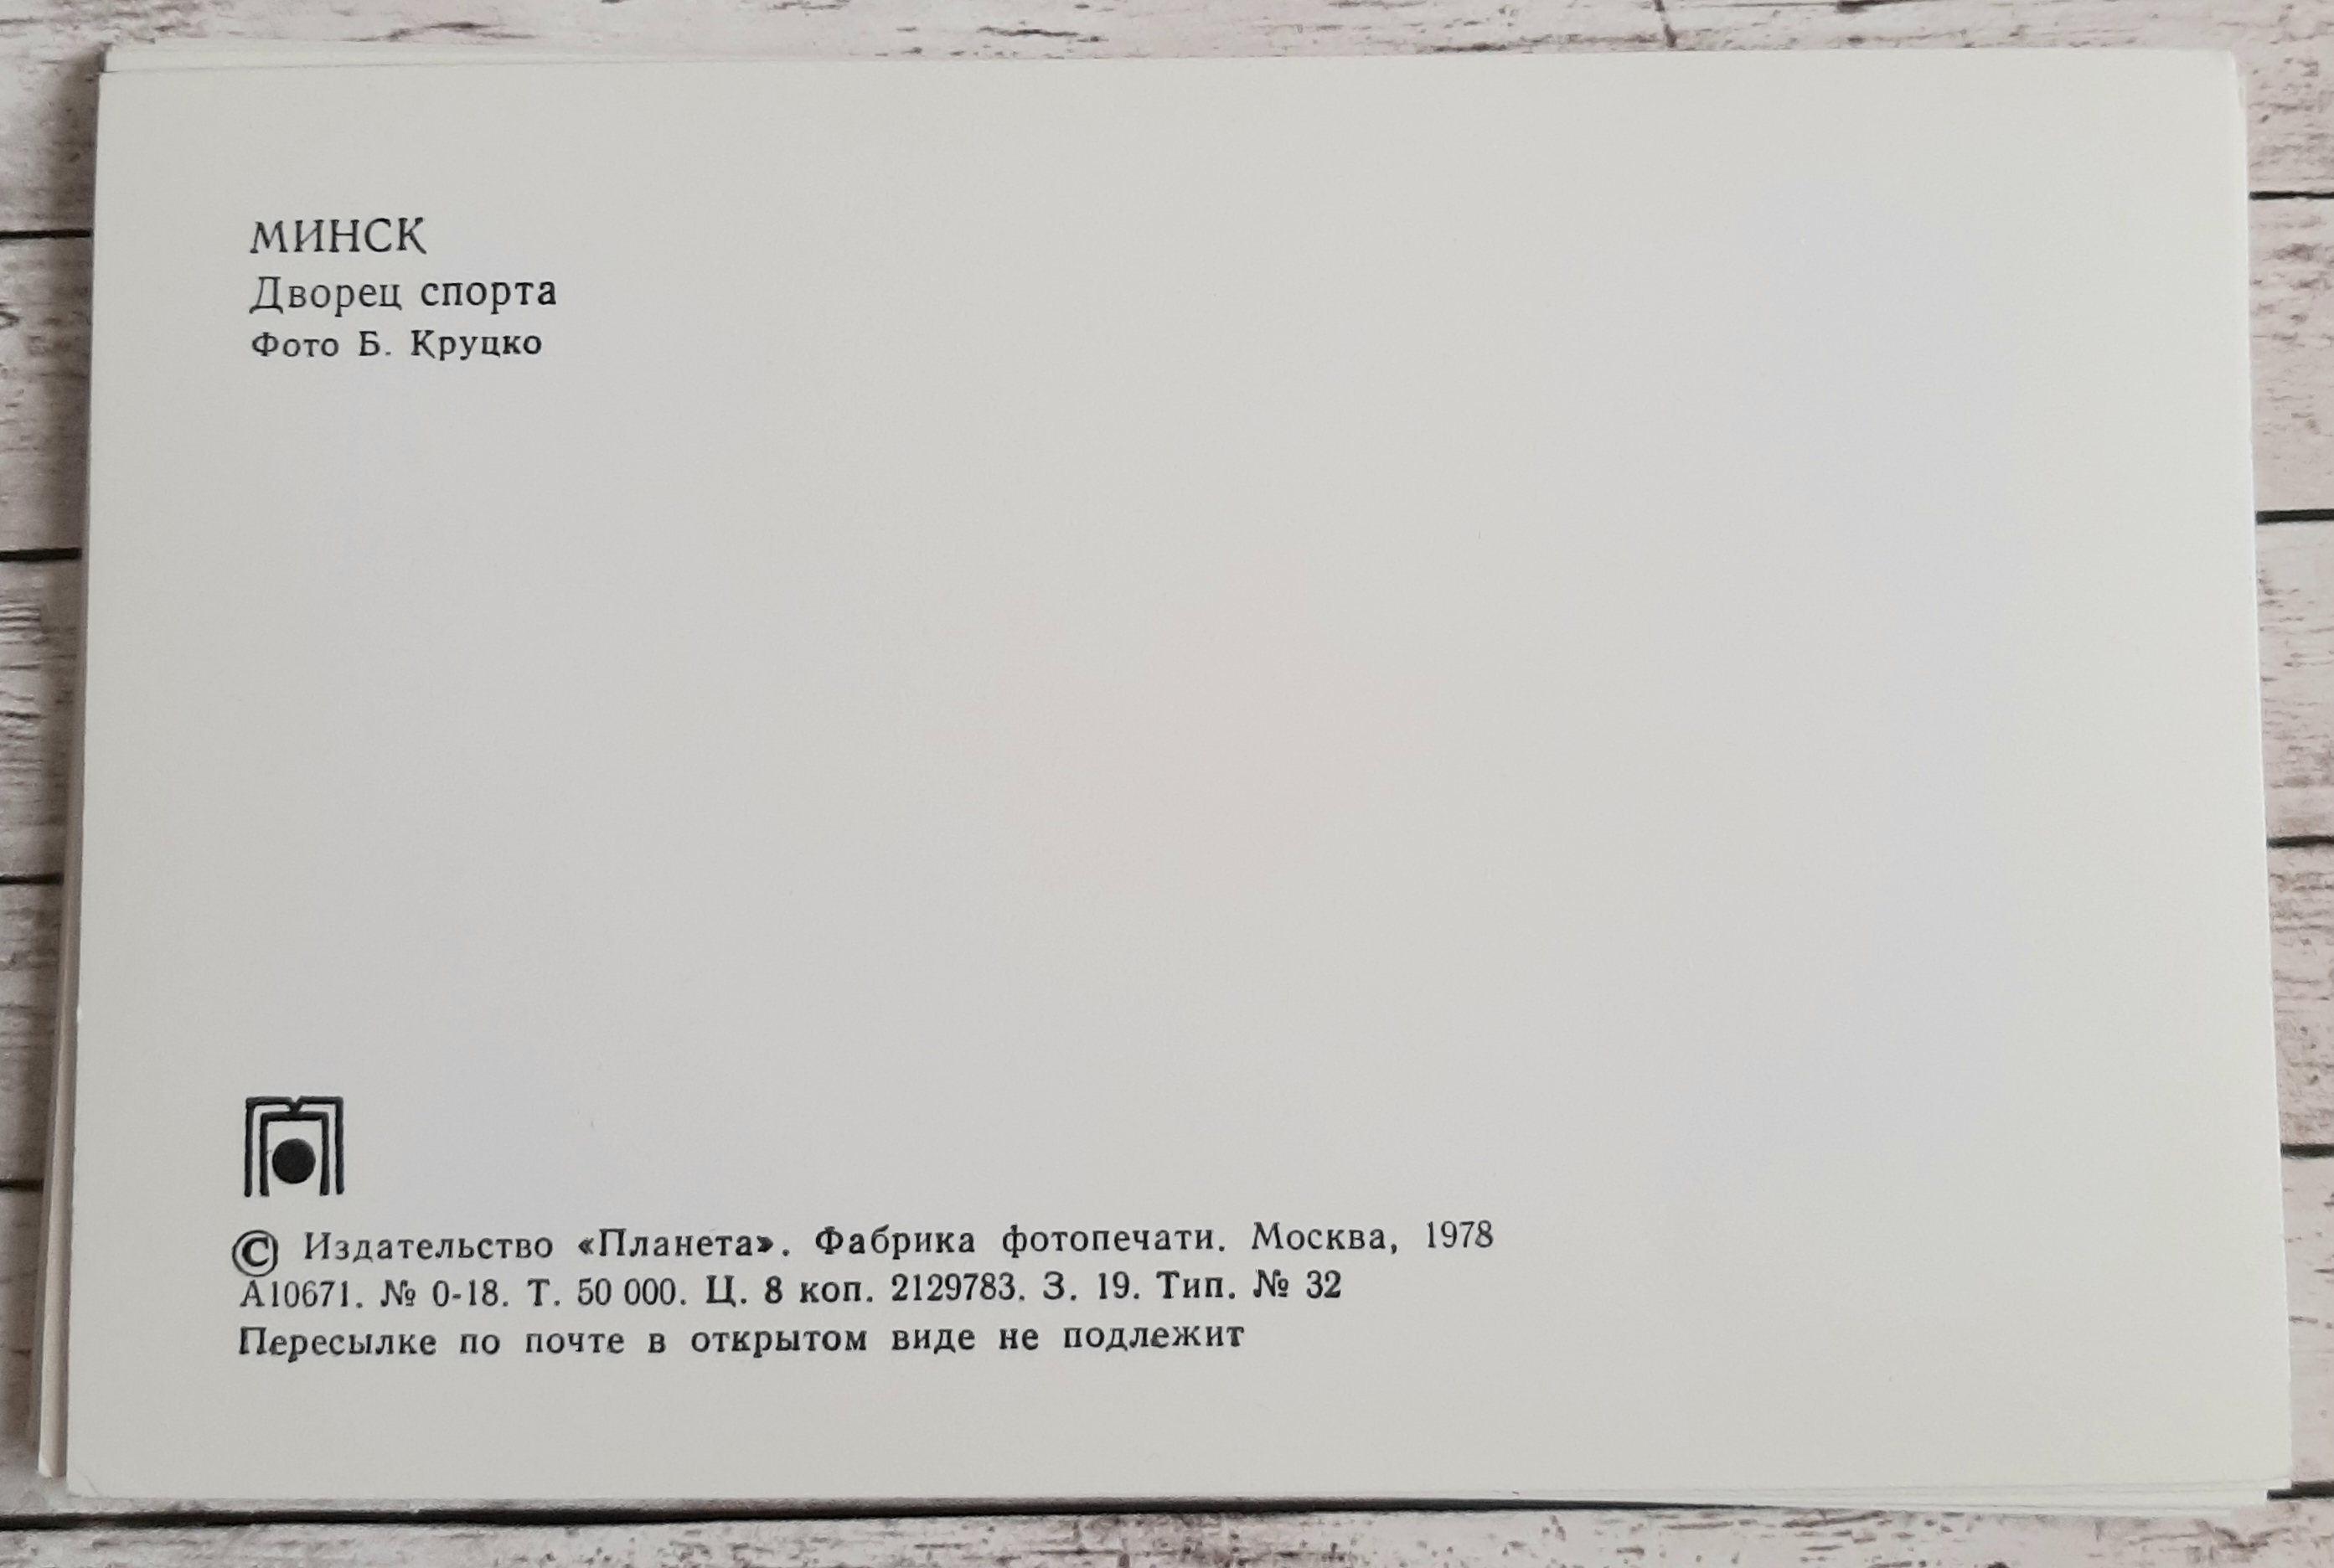 МИНСК
Дворец спорта
Фото Б. Круцко
© Издательство «Планета». Фабрика фотопечати. Москва, 1978
А10671. № 0-18. Т. 50 000. Ц. 8 коп. 2129783. З. 19. Тип. № 32
Пересылке по почте в открытом виде не подлежит